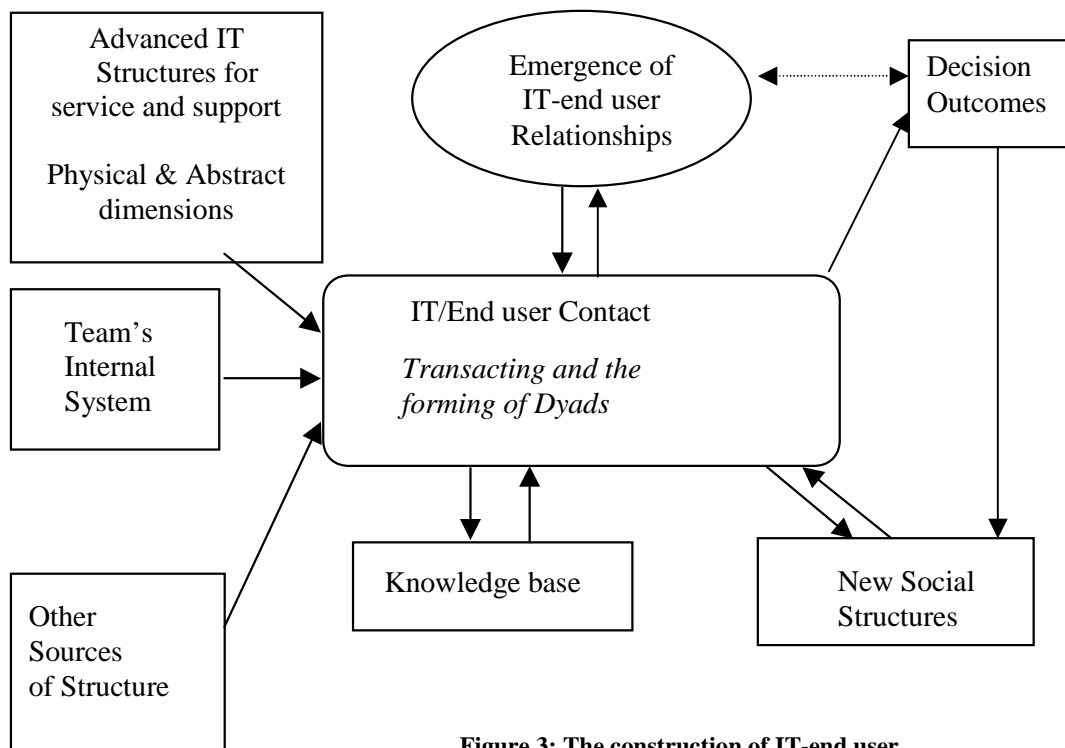 Advanced IT
Structures for
service and support
Physical & Abstract
dimensions
Emergence of
IT-end user
Relationships
Decision
Outcomes
Team’s
Internal
System
IT/End user Contact
Transacting and the
forming of Dyads
Other
Sources
of Structure
Knowledge base
New Social
Structures
Figure 3: The construction of IT-end user